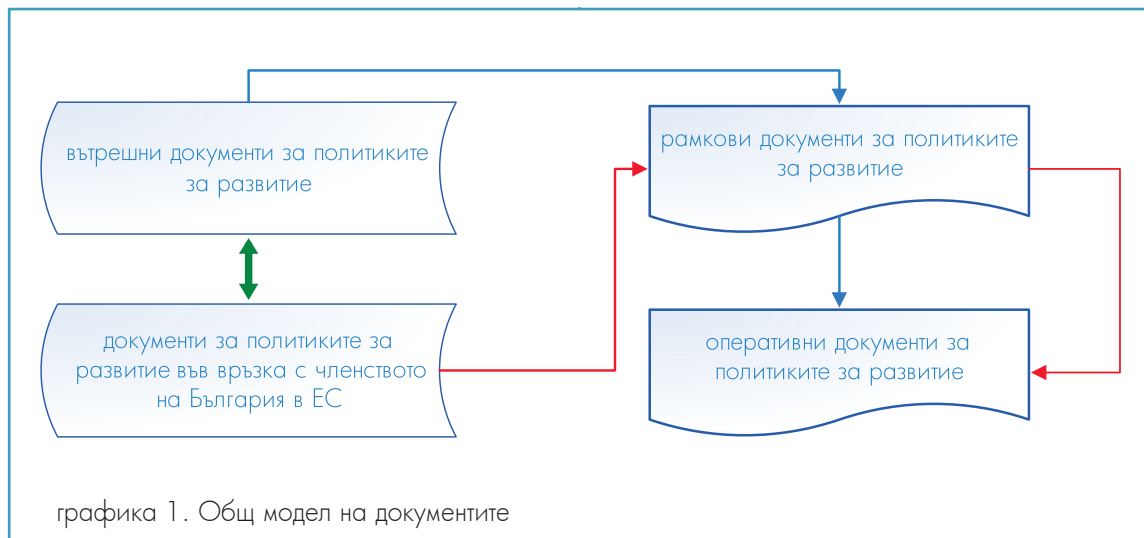 вътрешни документи за политиките
за развитие
рамкови документи за политиките
за развитие
документи за политиките за
развитие във връзка с членството
на България в ЕС
оперативни документи за
политиките за развитие
графика 1. Общ модел на документите